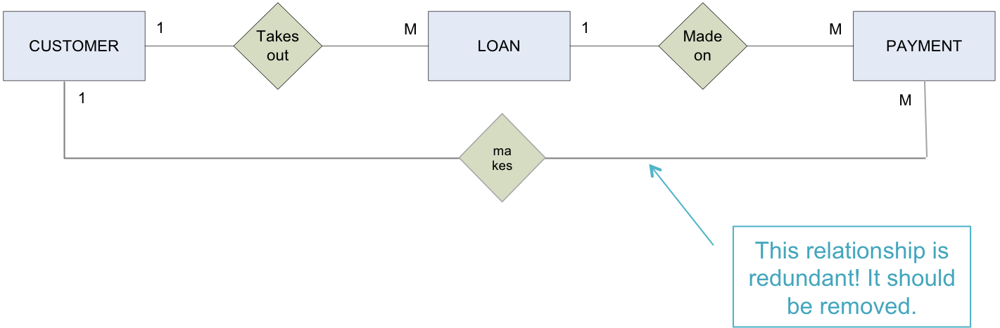 CUSTOMER
1
Takes
out
M
LOAN
1
Made
on
M
PAYMENT
1
M
ma
kes
This relationship is
redundant! It should
be removed.